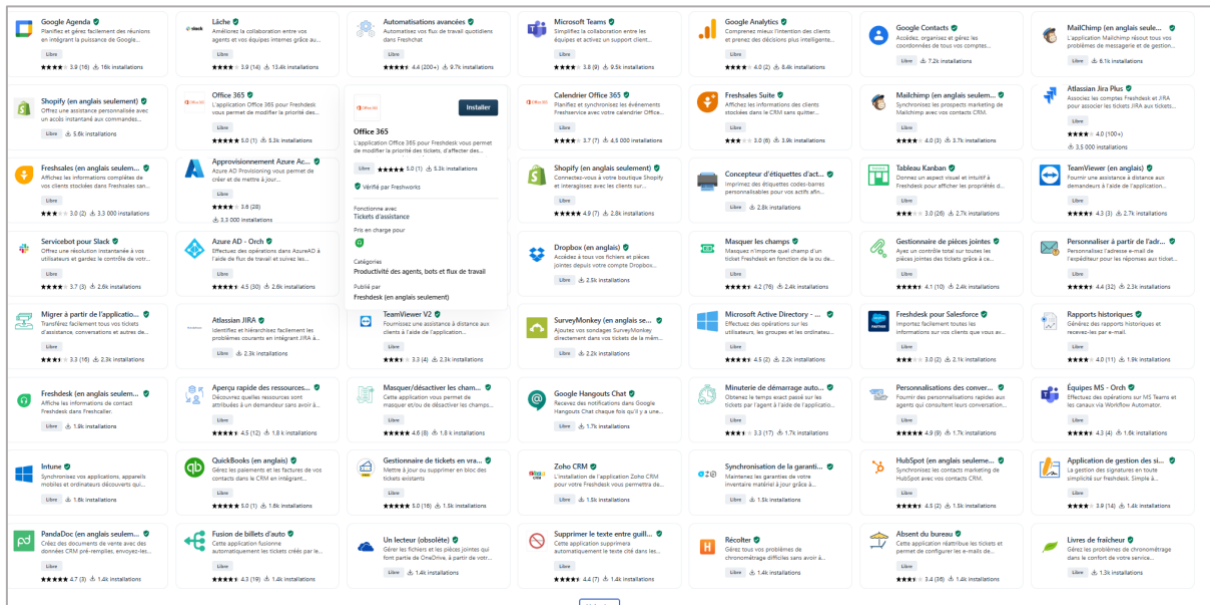 Google Agenda
Planifiez et gérez facilement des réunions
en intégrant la puissance de Google...
Libre
3.9 (16) 16k installations
Lâche
Améliorez la collaboration entre vos
agents et vos équipes internes grâce au...
Libre
3.9 (14) 15.4k installations
Automatisations avancées
Automatisez vos flux de travail quotidiens
dans Freshchat
Libre
4.4 (200+) 9.7k installations
Microsoft Teams
Simplifiez la collaboration entre les
équipes et activez un support client...
Libre
3.8 (9) 9.5k installations
Google Analytics
Comprenez mieux l'intention des clients
et prenez des décisions plus intelligente...
Libre
4.0 (2) 8.4k installations
Google Contacts
Accédez, organisez et gérez les
coordonnées de tous vos comptes...
Libre
7.2k installations
MailChimp (en anglais seule...
L'application Mailchimp résout tous vos
problèmes de messagerie et de gestion...
Libre
6.1k installations
Shopify (en anglais seulement)
Offrez une assistance personnalisée avec
un accès instantané aux commandes...
Libre
5.6k installations
Office 365
L'application Office 365 pour Freshdesk
vous permet de modifier la priorité des...
Libre
5.0 (1) 5.3k installations
Installer
Office 365
L'application Office 365 pour Freshdesk vous permet
de modifier la priorité des tickets, d'affecter des...
Libre 5.0 (1) 5.3k installations
Vérifié par Freshworks
Fonctionne avec
Tickets d'assistance
Pris en charge pour
Catégories
Productivité des agents, bots et flux de travail
Publié par
Freshdesk (en anglais seulement)
Calendrier Office 365
Planifiez et synchronisez les événements
Freshservice avec votre calendrier Office...
Libre
3.7 (7) 4,5 000 installations
Freshsales Suite
Affichez les informations des clients
stockées dans le CRM sans quitter...
Libre
3.0 (6) 3.8k installations
Mailchimp (en anglais seulem...
Synchronisez les prospects marketing de
Mailchimp avec vos contacts CRM.
Libre
4.0 (3) 3.7k installations
Atlassian Jira Plus
Associez les comptes Freshdesk et JIRA
pour associer les tickets JIRA aux tickets...
Libre
4.0 (100+)
3,5 000 installations
Freshsales (en anglais seulem...
Affichez les informations complètes de
vos clients stockées dans Freshsales san...
Libre
3.0 (2) 3,3 000 installations
Approvisionnement Azure Ac...
Azure AD Provisioning vous permet de
créer et de mettre à jour...
Libre
3.6 (28)
3,3 000 installations
Shopify (en anglais seulement)
Connectez-vous à votre boutique Shopify
et interagissez avec les clients sur...
Libre
4.9 (7) 2.8k installations
Concepteur d'étiquettes d'act...
Imprimez des étiquettes codes-barres
personnalisables pour vos actifs
Libre
2.8k installations
Tableau Kanban
Donnez un aspect visuel et intuitif à
Freshdesk pour afficher les propriétés d...
Libre
3.0 (26) 2.7k installations
TeamViewer (en anglais)
Fournir une assistance à distance aux
demandeurs à l'aide de l'application...
Libre
4.3 (3) 2.7k installations
Servicebot pour Slack
Offrez une résolution instantanée à vos
utilisateurs et gardez le contrôle de votr...
Libre
3.7 (3) 2.6k installations
Azure AD - Orch
Effectuez des opérations dans AzureAD à
l'aide de flux de travail et suivez les...
Libre
4.5 (30) 2.6k installations
Dropbox (en anglais)
Accédez à tous vos fichiers et pièces
jointes depuis votre compte Dropbox...
Libre
2.5k installations
Masquer les champs
Masquez n'importe quel champ d'un
ticket Freshdesk en fonction de la ou de...
Libre
4.2 (76) 2.4k installations
Gestionnaire de pièces jointes
Ayez un contrôle total sur toutes les
pièces jointes des tickets grâce à ce...
Libre
4.1 (10) 2.4k installations
Personnaliser à partir de l'adr...
Personnalisez l'adresse e-mail de
l'expéditeur pour les réponses aux ticket...
Libre
4.4 (32) 2.3k installations
Migrer à partir de l'applicatio...
Transférez facilement tous vos tickets
d'assistance, conversations et autres de...
Libre
3.3 (16) 2.3k installations
Atlassian JIRA
Identifiez et hiérarchisez facilement les
problèmes courants en intégrant JIRA à...
Libre
2.3k installations
TeamViewer V2
Fournissez une assistance à distance aux
clients à l'aide de l'application...
Libre
3.3 (4) 2.3k installations
SurveyMonkey (en anglais se...
Ajoutez vos sondages SurveyMonkey
directement dans vos tickets de la mêm...
Libre
2.2k installations
Microsoft Active Directory - ...
Effectuez des opérations sur les
utilisateurs, les groupes et les ordinateu...
Libre
4.5 (2) 2.2k installations
Freshdesk pour Salesforce
Importez facilement toutes les
informations sur vos clients que vous av...
Libre
3.0 (2) 2.1k installations
Rapports historiques
Générez des rapports historiques et
recevez-les par e-mail.
Libre
4.0 (11) 1.9k installations
Freshdesk (en anglais seulem...
Affiche les informations de contact
Freshdesk dans Freshcaller.
Libre
1.9k installations
Aperçu rapide des ressources...
Découvrez quelles ressources sont
attribuées à un demandeur sans avoir à...
Libre
4.5 (12) 1.8 k installations
Masquer/désactiver les cham...
Cette application vous permet de
masquer et/ou de désactiver les champs...
Libre
4.6 (8) 1.8 k installations
Google Hangouts Chat
Recevez des notifications dans Google
Hangouts Chat chaque fois qu'il y a une...
Libre
1.7k installations
Minuterie de démarrage auto...
Obtenez le temps exact passé sur les
tickets par l'agent à l'aide de l'applicatio...
Libre
3.3 (17) 1.7k installations
Personnalisations des conver...
Fournir des personnalisations rapides aux
agents qui consultent leurs conversation...
Libre
4.9 (8) 1.7k installations
Équipes MS - Orch
Effectuez des opérations sur MS Teams et
les canaux via Workflow Automator.
Libre
4.3 (4) 1.6k installations
Intune
Synchronisez vos applications, appareils
mobiles et ordinateurs découverts qui...
Libre
1.6k installations
QuickBooks (en anglais)
Gérez les paiements et les factures de vos
contacts dans le CRM en intégrant...
Libre
5.0 (1) 1.6k installations
Gestionnaire de tickets en vra...
Mettre à jour ou supprimer en bloc des
tickets existants
Libre
5.0 (16) 1.5k installations
Zoho CRM
L'installation de l'application Zoho CRM
pour votre Freshdesk vous permettra de...
Libre
1.5k installations
Synchronisation de la garanti...
Maintenez les garanties de votre
inventaire matériel à jour grâce à...
Libre
1.5k installations
HubSpot (en anglais seuleme...
Synchronisez les contacts marketing de
HubSpot avec vos contacts CRM.
Libre
4.5 (2) 1.5k installations
Application de gestion des si...
La gestion des signatures en toute
simplicité sur freshdesk. Simple à...
Libre
3.9 (14) 1.4k installations
PandaDoc (en anglais seulem...
Créez des documents de vente avec des
données CRM pré-remplies, envoyez-les...
Libre
4.7 (3) 1.4k installations
Fusion de billets d'auto
Cette application fusionne
automatiquement les tickets créés par le...
Libre
4.3 (19) 1.4k installations
Un lecteur (obsolète)
Gérer les fichiers et les pièces jointes qui
font partie de OneDrive, à partir de votr...
Libre
1.4k installations
Supprimer le texte entre guill...
Cette application supprimera
automatiquement le texte cité dans les...
Libre
4.4 (7) 1.4k installations
Récolter
Gérez tous vos problèmes de
chronométrage difficiles sans avoir à...
Libre
1.4k installations
Absent du bureau
Cette application réattribue les tickets et
permet de configurer les e-mails de...
Libre
3.4 (36) 1.4k installations
Livres de fraîcheur
Gérez les problèmes de chronométrage
dans le confort de votre service...
Libre
1.3k installations